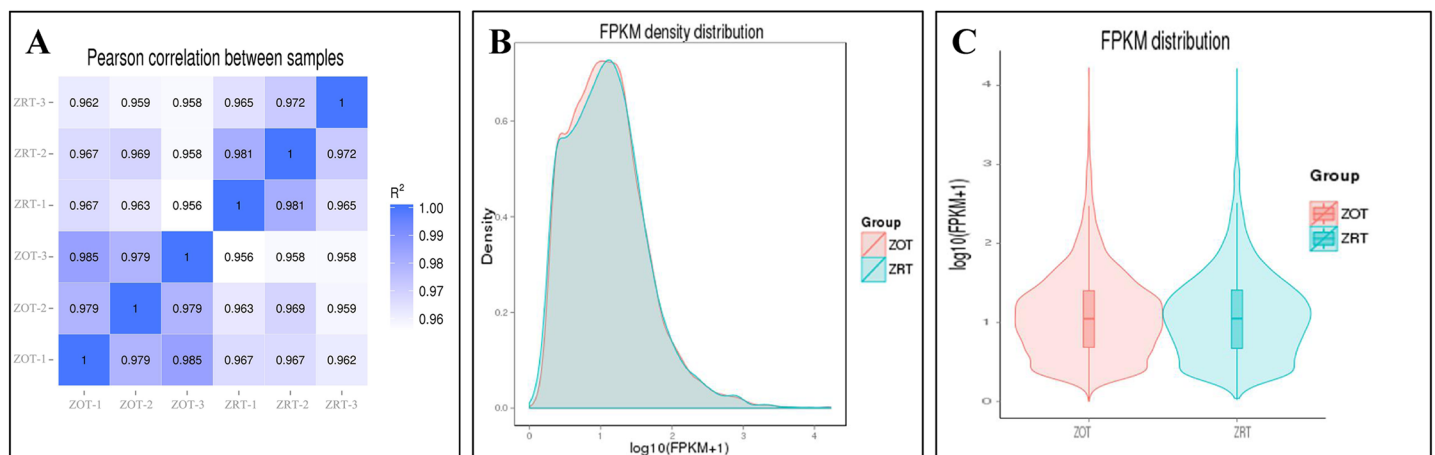 A
Pearson correlation between samples
ZRT-3 0.962 0.959 0.958 0.965 0.972 1
ZRT-2 0.967 0.969 0.958 0.981 1 0.972
ZRT-1 0.967 0.963 0.956 1 0.981 0.965
ZOT-3 0.985 0.979 1 0.956 0.958 0.958
ZOT-2 0.979 1 0.979 0.963 0.969 0.959
ZOT-1 1 0.979 0.985 0.967 0.967 0.962
ZOT-1 ZOT-2 ZOT-3 ZRT-1 ZRT-2 ZRT-3
R²
1.00
0.99
0.98
0.97
0.96
B
FPKM density distribution
Density
0.6
0.4
0.2
0.0
0 1 2 3 4
log10(FPKM+1)
Group
ZOT
ZRT
C
FPKM distribution
log10(FPKM+1)
4
3
2
1
0
ZOT ZRT
Group
ZOT
ZRT